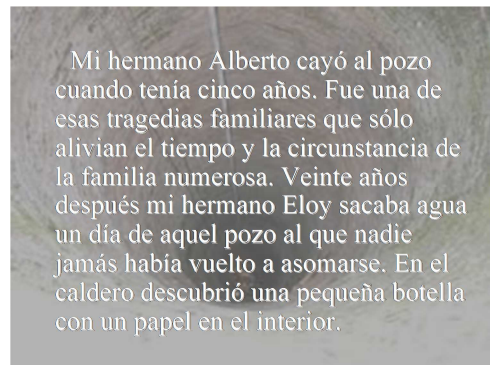 Mi hermano Alberto cayó al pozo
cuando tenía cinco años. Fue una de
esas tragedias familiares que sólo
alivian el tiempo y la circunstancia de
la familia numerosa. Veinte años
después mi hermano Eloy sacaba agua
un día de aquel pozo al que nadie
jamás había vuelto a asomarse. En el
caldero descubrió una pequeña botella
con un papel en el interior.